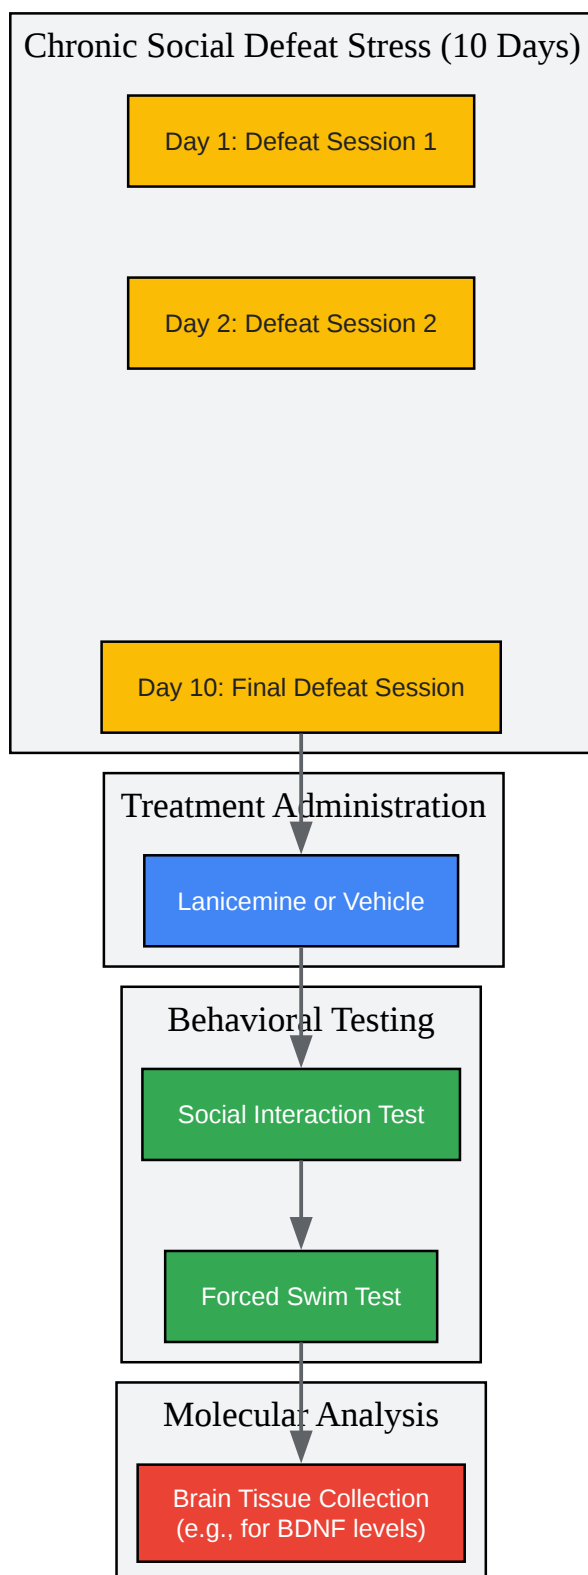 Chronic Social Defeat Stress (10 Days)
Day 1: Defeat Session 1
Day 2: Defeat Session 2
Day 10: Final Defeat Session
Treatment Administration
Lanicemine or Vehicle
Behavioral Testing
Social Interaction Test
Forced Swim Test
Molecular Analysis
Brain Tissue Collection
(e.g., for BDNF levels)